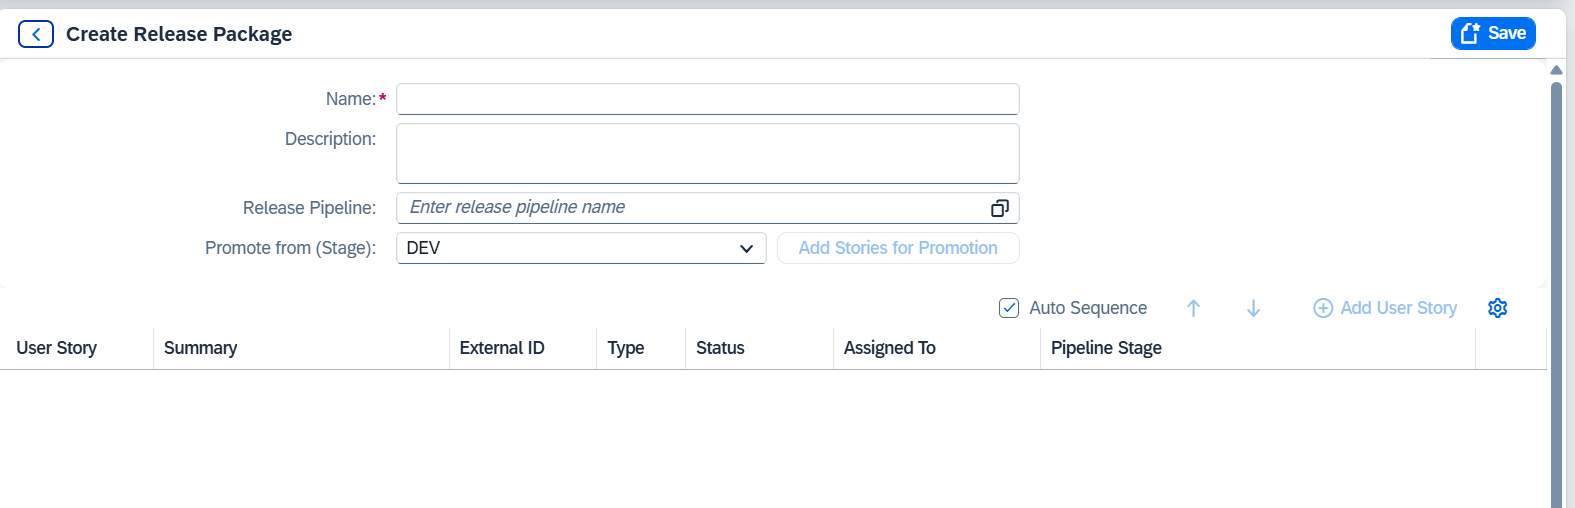 Create Release Package
Save
Name:*
Description:
Release Pipeline: Enter release pipeline name
Promote from (Stage): DEV Add Stories for Promotion
Auto Sequence Add User Story
User Story Summary External ID Type Status Assigned To Pipeline Stage